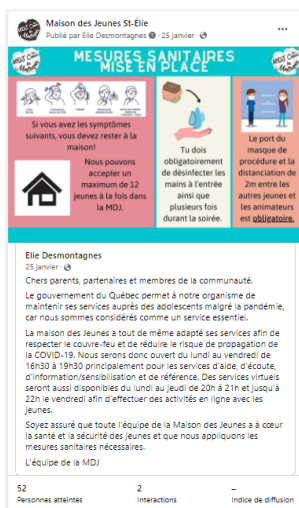 Maison des Jeunes St-Élie
Publié par Elie Desmontagnes · 25 janvier ·
MESURES SANITAIRES
MISE EN PLACE
Si vous avez les symptômes
suivants, vous devez rester à la
maison!
Nous pouvons
accepter un
maximum de 12
jeunes à la fois dans
la MDJ.
Tu dois
obligatoirement
de désinfecter les
mains à l'entrée
ainsi que
plusieurs fois
durant la soirée.
Le port du
masque de
procédure et la
distanciation de
2m entre les
autres jeunes et
les animateurs
est obligatoire.
Elie Desmontagnes
25 janvier ·
Chers parents, partenaires et membres de la communauté.
Le gouvernement du Québec permet à notre organisme de
maintenir ses services auprès des adolescents malgré la pandémie,
car nous sommes considérés comme un service essentiel.
La maison des Jeunes a tout de même adapté ses services afin de
respecter le couvre-feu et de réduire le risque de propagation de
la COVID-19. Nous serons donc ouvert du lundi au vendredi de
16h30 à 19h30 principalement pour les services d'aide, d'écoute,
d'information/sensibilisation et de référence. Des services virtuels
seront aussi disponibles du lundi au jeudi de 20h à 21h et jusqu'à
22h le vendredi afin d'effectuer des activités en ligne avec les
jeunes.
Soyez assuré que toute l'équipe de la Maison des Jeunes a à cœur
la santé et la sécurité des jeunes et que nous appliquons les
mesures sanitaires nécessaires.
L'équipe de la MDJ
52
Personnes atteintes
2
Interactions
–
Indice de diffusion